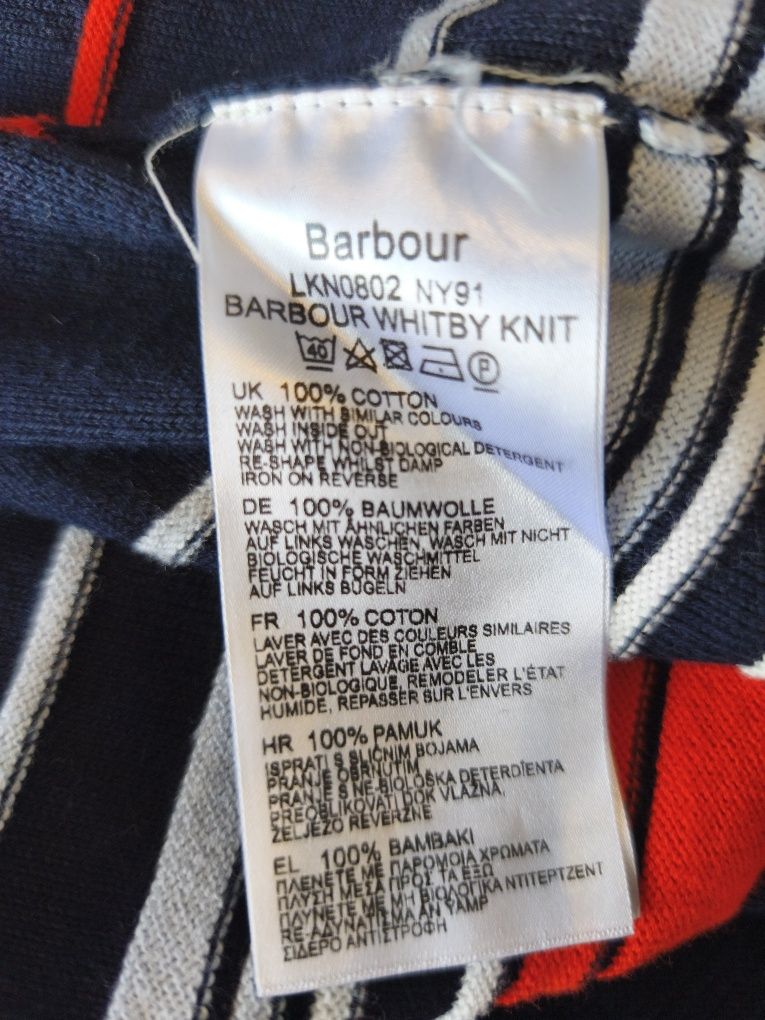 Barbour
LKN0802 NY91
BARBOUR WHITBY KNIT
40
P
UK 100% COTTON
WASH WITH SIMILAR COLOURS
WASH INSIDE OUT
WASH WITH NON-BIOLOGICAL DETERGENT
RE-SHAPE WHILST DAMP
IRON ON REVERSE
DE 100% BAUMWOLLE
WASCH MIT ÄHNLICHEN FARBEN
AUF LINKS WASCHEN, WASCH MIT NICHT
BIOLOGISCHE WASCHMITTEL
FEUCHT IN FORM ZIEHEN
AUF LINKS BÜGELN
FR 100% COTON
LAVER AVEC DES COULEURS SIMILAIRES
LAVER DE FOND EN COMBLE
DETERGENT LAVAGE AVEC LES
NON-BIOLOGIQUE, REMODELER L'ÉTAT
HUMIDE, REPASSER SUR L'ENVERS
HR 100% PAMUK
ISPRATI S SLIČNIM BOJAMA
PRANJE OBRNUTIM
PRANJE S NE-BIOLOŠKA DETERDIENTA
PREOBLIKOVATI DOK VLAŽNA,
ŽELJEZO REVERZNE
EL 100% BAMBAKI
ΠΛΕΝΕΤΕ ΜΕ ΠΑΡΟΜΟΙΑ ΧΡΩΜΑΤΑ
ΠΛΥΣΗ ΜΕΣΑ ΠΡΟΣ ΤΑ ΕΞΩ
ΠΛΥΝΕΤΕ ΜΕ ΜΗ ΒΙΟΛΟΓΙΚΑ ΝΤΙΤΕΡΤΖΕΝΤ
ΣΙΔΕΡΟ ΑΝΤΙΣΤΡΟΦΗ